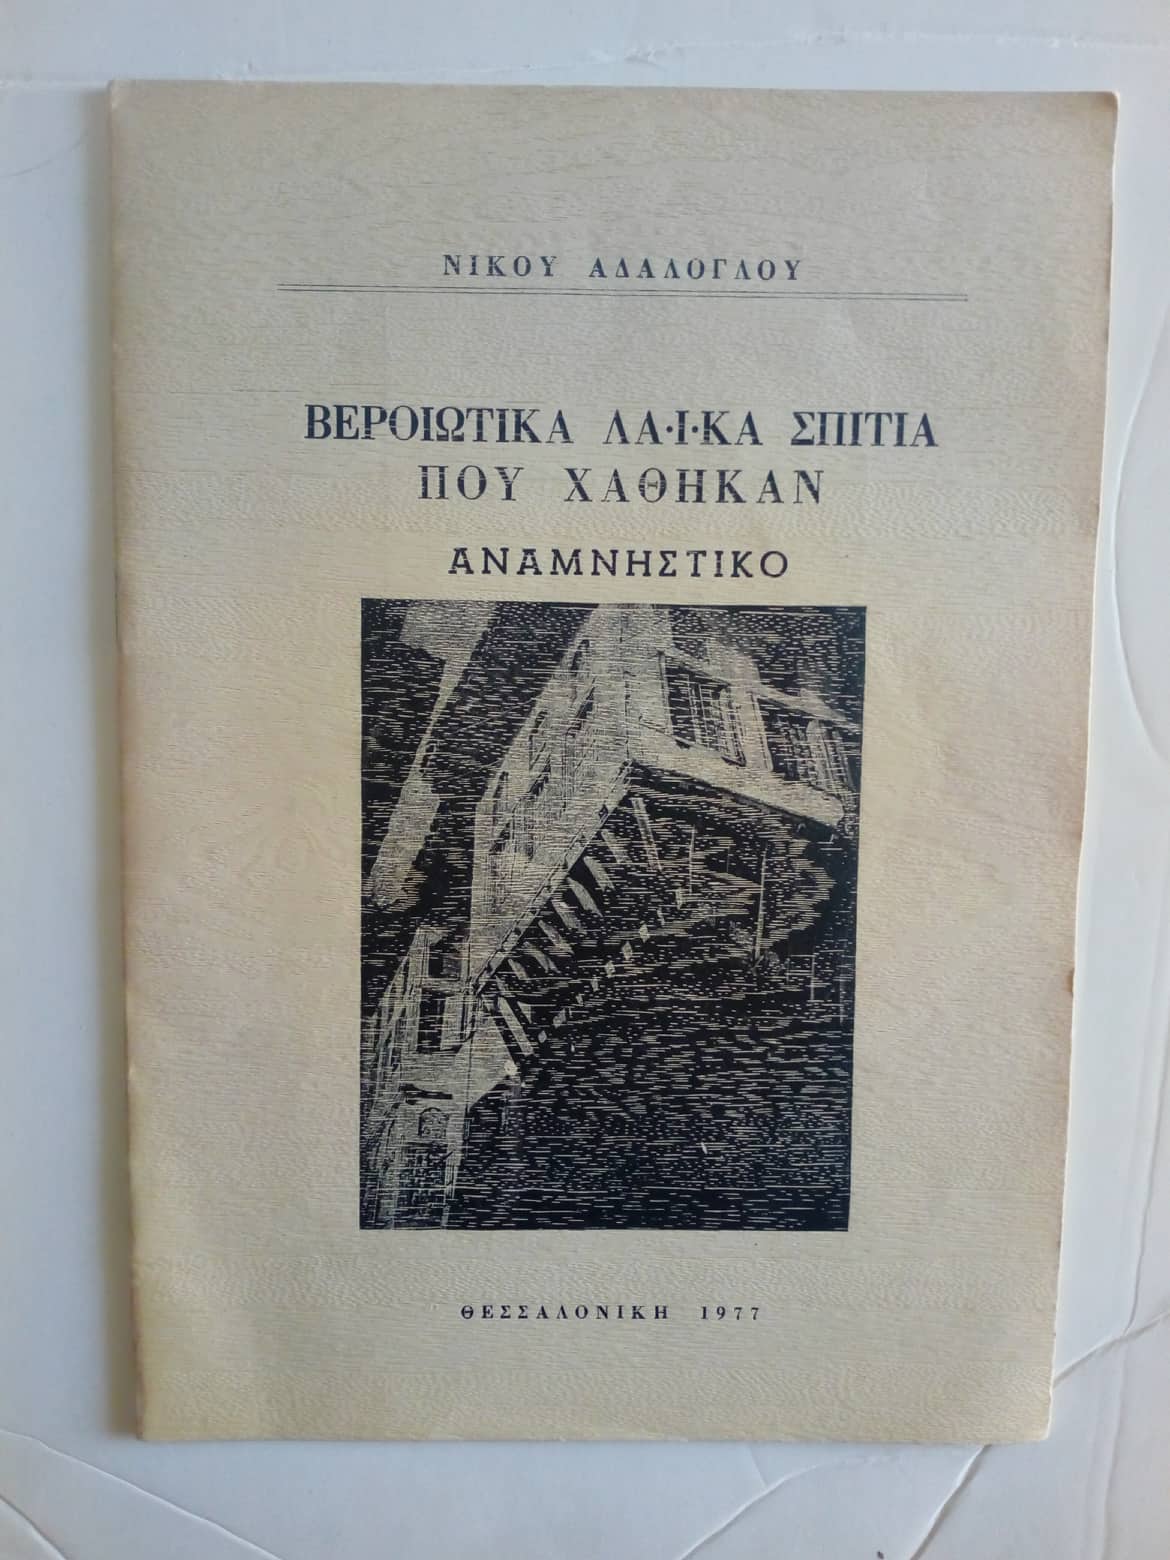 ΝΙΚΟΥ ΑΔΑΛΟΓΛΟΥ
ΒΕΡΟΙΩΤΙΚΑ ΛΑ·Ι·ΚΑ ΣΠΙΤΙΑ
ΠΟΥ ΧΑΘΗΚΑΝ
ΑΝΑΜΝΗΣΤΙΚΟ
ΘΕΣΣΑΛΟΝΙΚΗ 1977